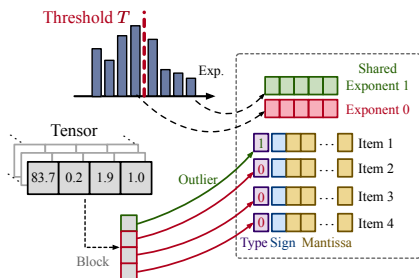 Threshold T
Exp.
Shared
Exponent 1
Exponent 0
Tensor
83.7 0.2 1.9 1.0
Outlier
Block
1 ... Item 1
0 ... Item 2
0 ... Item 3
0 ... Item 4
Type Sign Mantissa